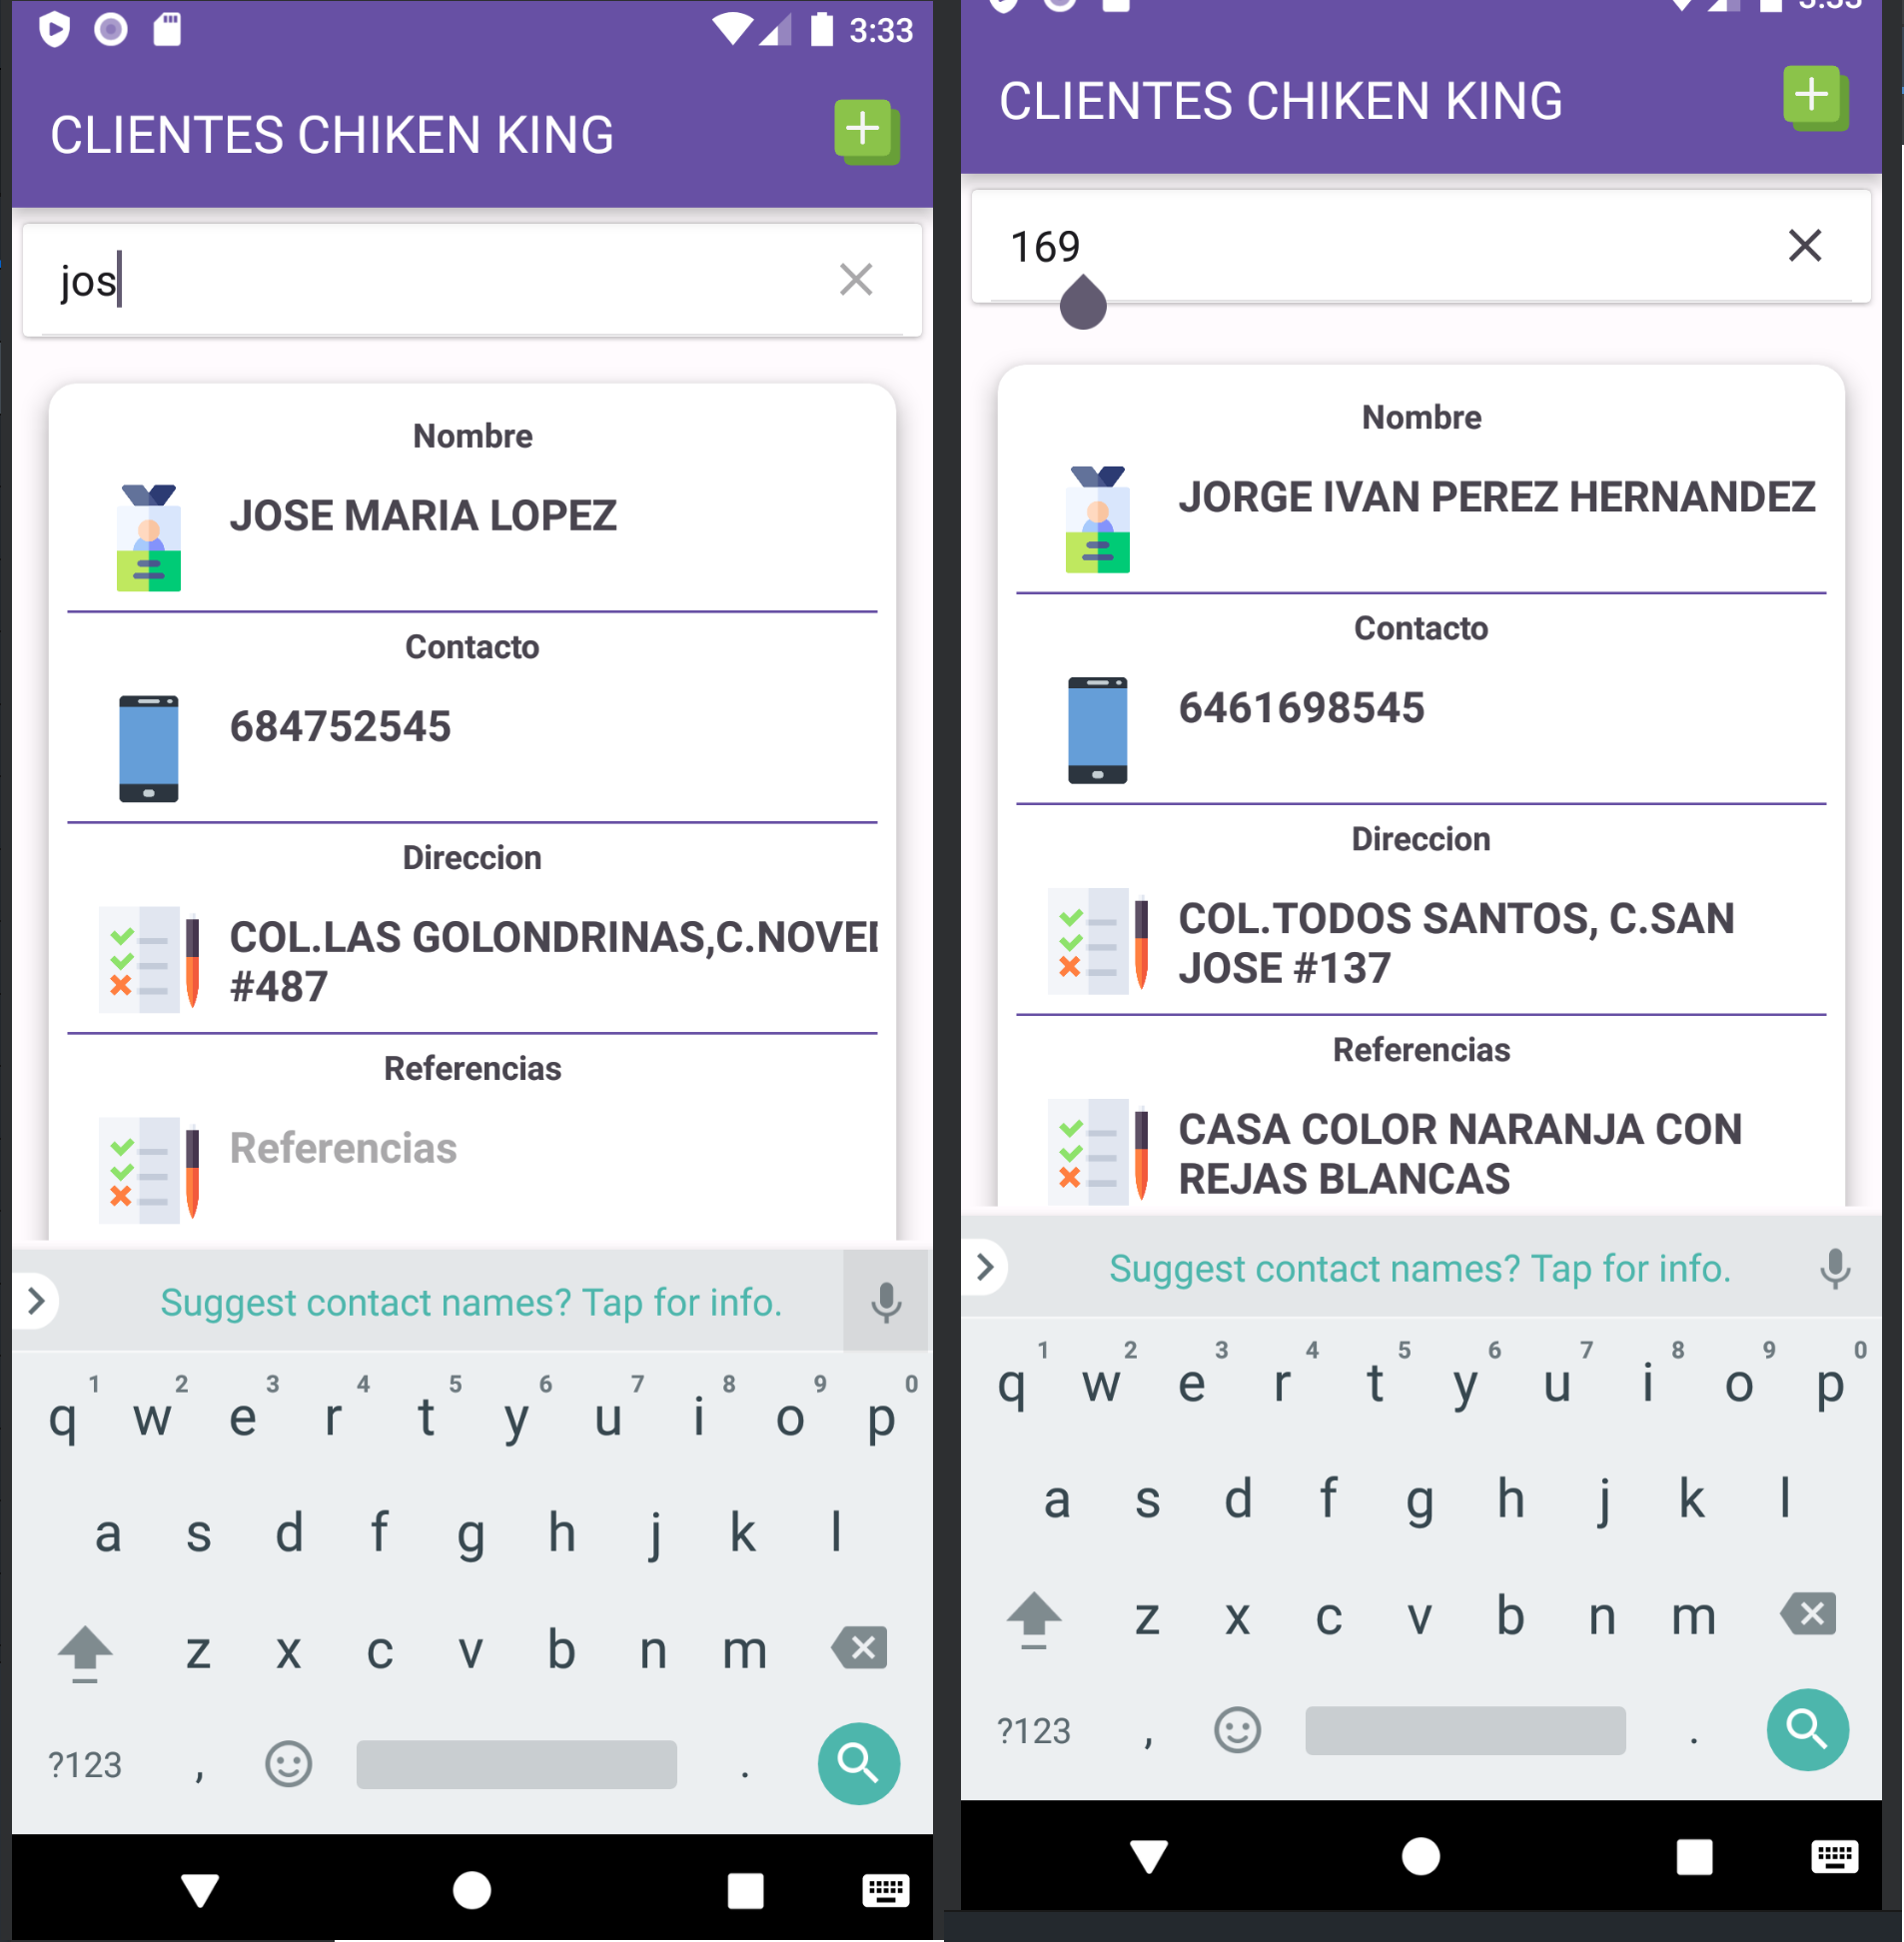 3:33
CLIENTES CHIKEN KING
jos
Nombre
JOSE MARIA LOPEZ
Contacto
684752545
Direccion
COL.LAS GOLONDRINAS,C.NOVE
#487
Referencias
Referencias
Suggest contact names? Tap for info.
1 2 3 4 5 6 7 8 9 0
q w e r t y u i o p
a s d f g h j k l
z x c v b n m
?123 , .
3:33
CLIENTES CHIKEN KING
169
Nombre
JORGE IVAN PEREZ HERNANDEZ
Contacto
6461698545
Direccion
COL.TODOS SANTOS, C.SAN
JOSE #137
Referencias
CASA COLOR NARANJA CON
REJAS BLANCAS
Suggest contact names? Tap for info.
1 2 3 4 5 6 7 8 9 0
q w e r t y u i o p
a s d f g h j k l
z x c v b n m
?123 , .